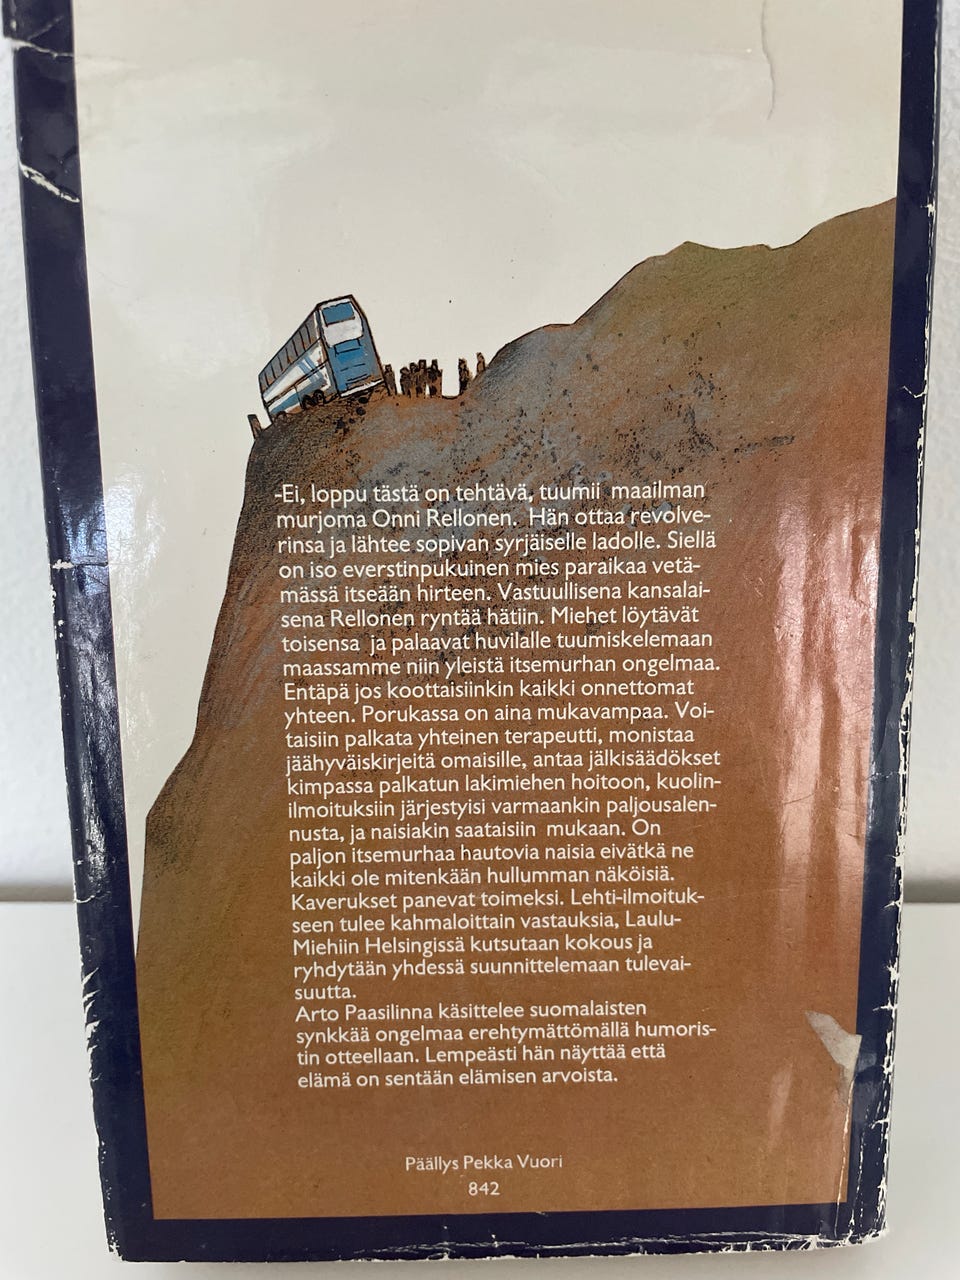 -Ei, loppu tästä on tehtävä, tuumii maailman
murjoma Onni Rellonen. Hän ottaa revolve-
rinsa ja lähtee sopivan syrjäiselle ladolle. Siellä
on iso everstinpukuinen mies paraikaa vetä-
mässä itseään hirteen. Vastuullisena kansalai-
sena Rellonen ryntää hätiin. Miehet löytävät
toisensa ja palaavat huvilalle tuumiskelemaan
maassamme niin yleistä itsemurhan ongelmaa.
Entäpä jos koottaisiinkin kaikki onnettomat
yhteen. Porukassa on aina mukavampaa. Voi-
taisiin palkata yhteinen terapeutti, monistaa
jäähyväiskirjeitä omaisille, antaa jälkisäädökset
kimpassa palkatun lakimiehen hoitoon, kuolin-
ilmoituksiin järjestyisi varmaankin paljousalen-
nusta, ja naisiakin saataisiin mukaan. On
paljon itsemurhaa hautovia naisia eivätkä ne
kaikki ole mitenkään hullumman näköisiä.
Kaverukset panevat toimeksi. Lehti-ilmoituk-
seen tulee kahmaloittain vastauksia, Laulu-
Miehiin Helsingissä kutsutaan kokous ja
ryhdytään yhdessä suunnittelemaan tulevai-
suutta.
Arto Paasilinna käsittelee suomalaisten
synkkää ongelmaa erehtymättömällä humoris-
tin otteellaan. Lempeästi hän näyttää että
elämä on sentään elämisen arvoista.
Päällys Pekka Vuori
842